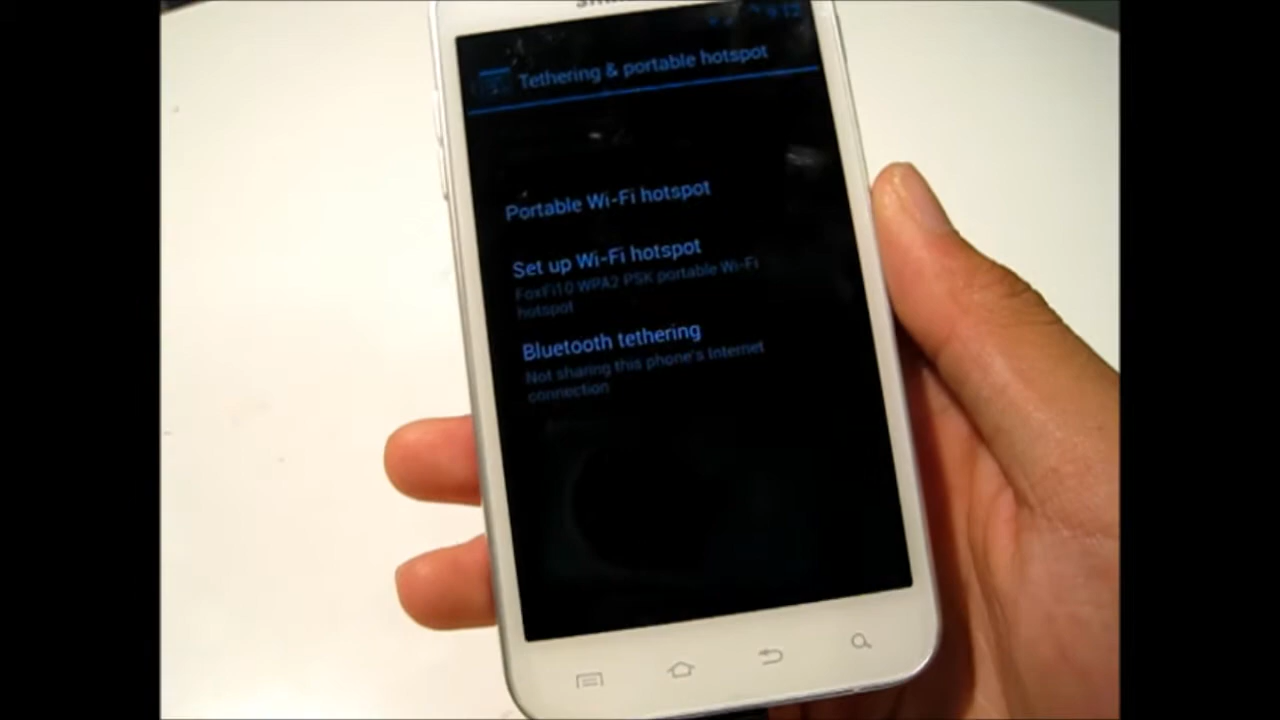 Tethering & portable hotspot
Portable Wi-Fi hotspot
Set up Wi-Fi hotspot
FoxFi10 WPA2 PSK portable Wi-Fi
hotspot
Bluetooth tethering
Not sharing this phone's Internet
connection